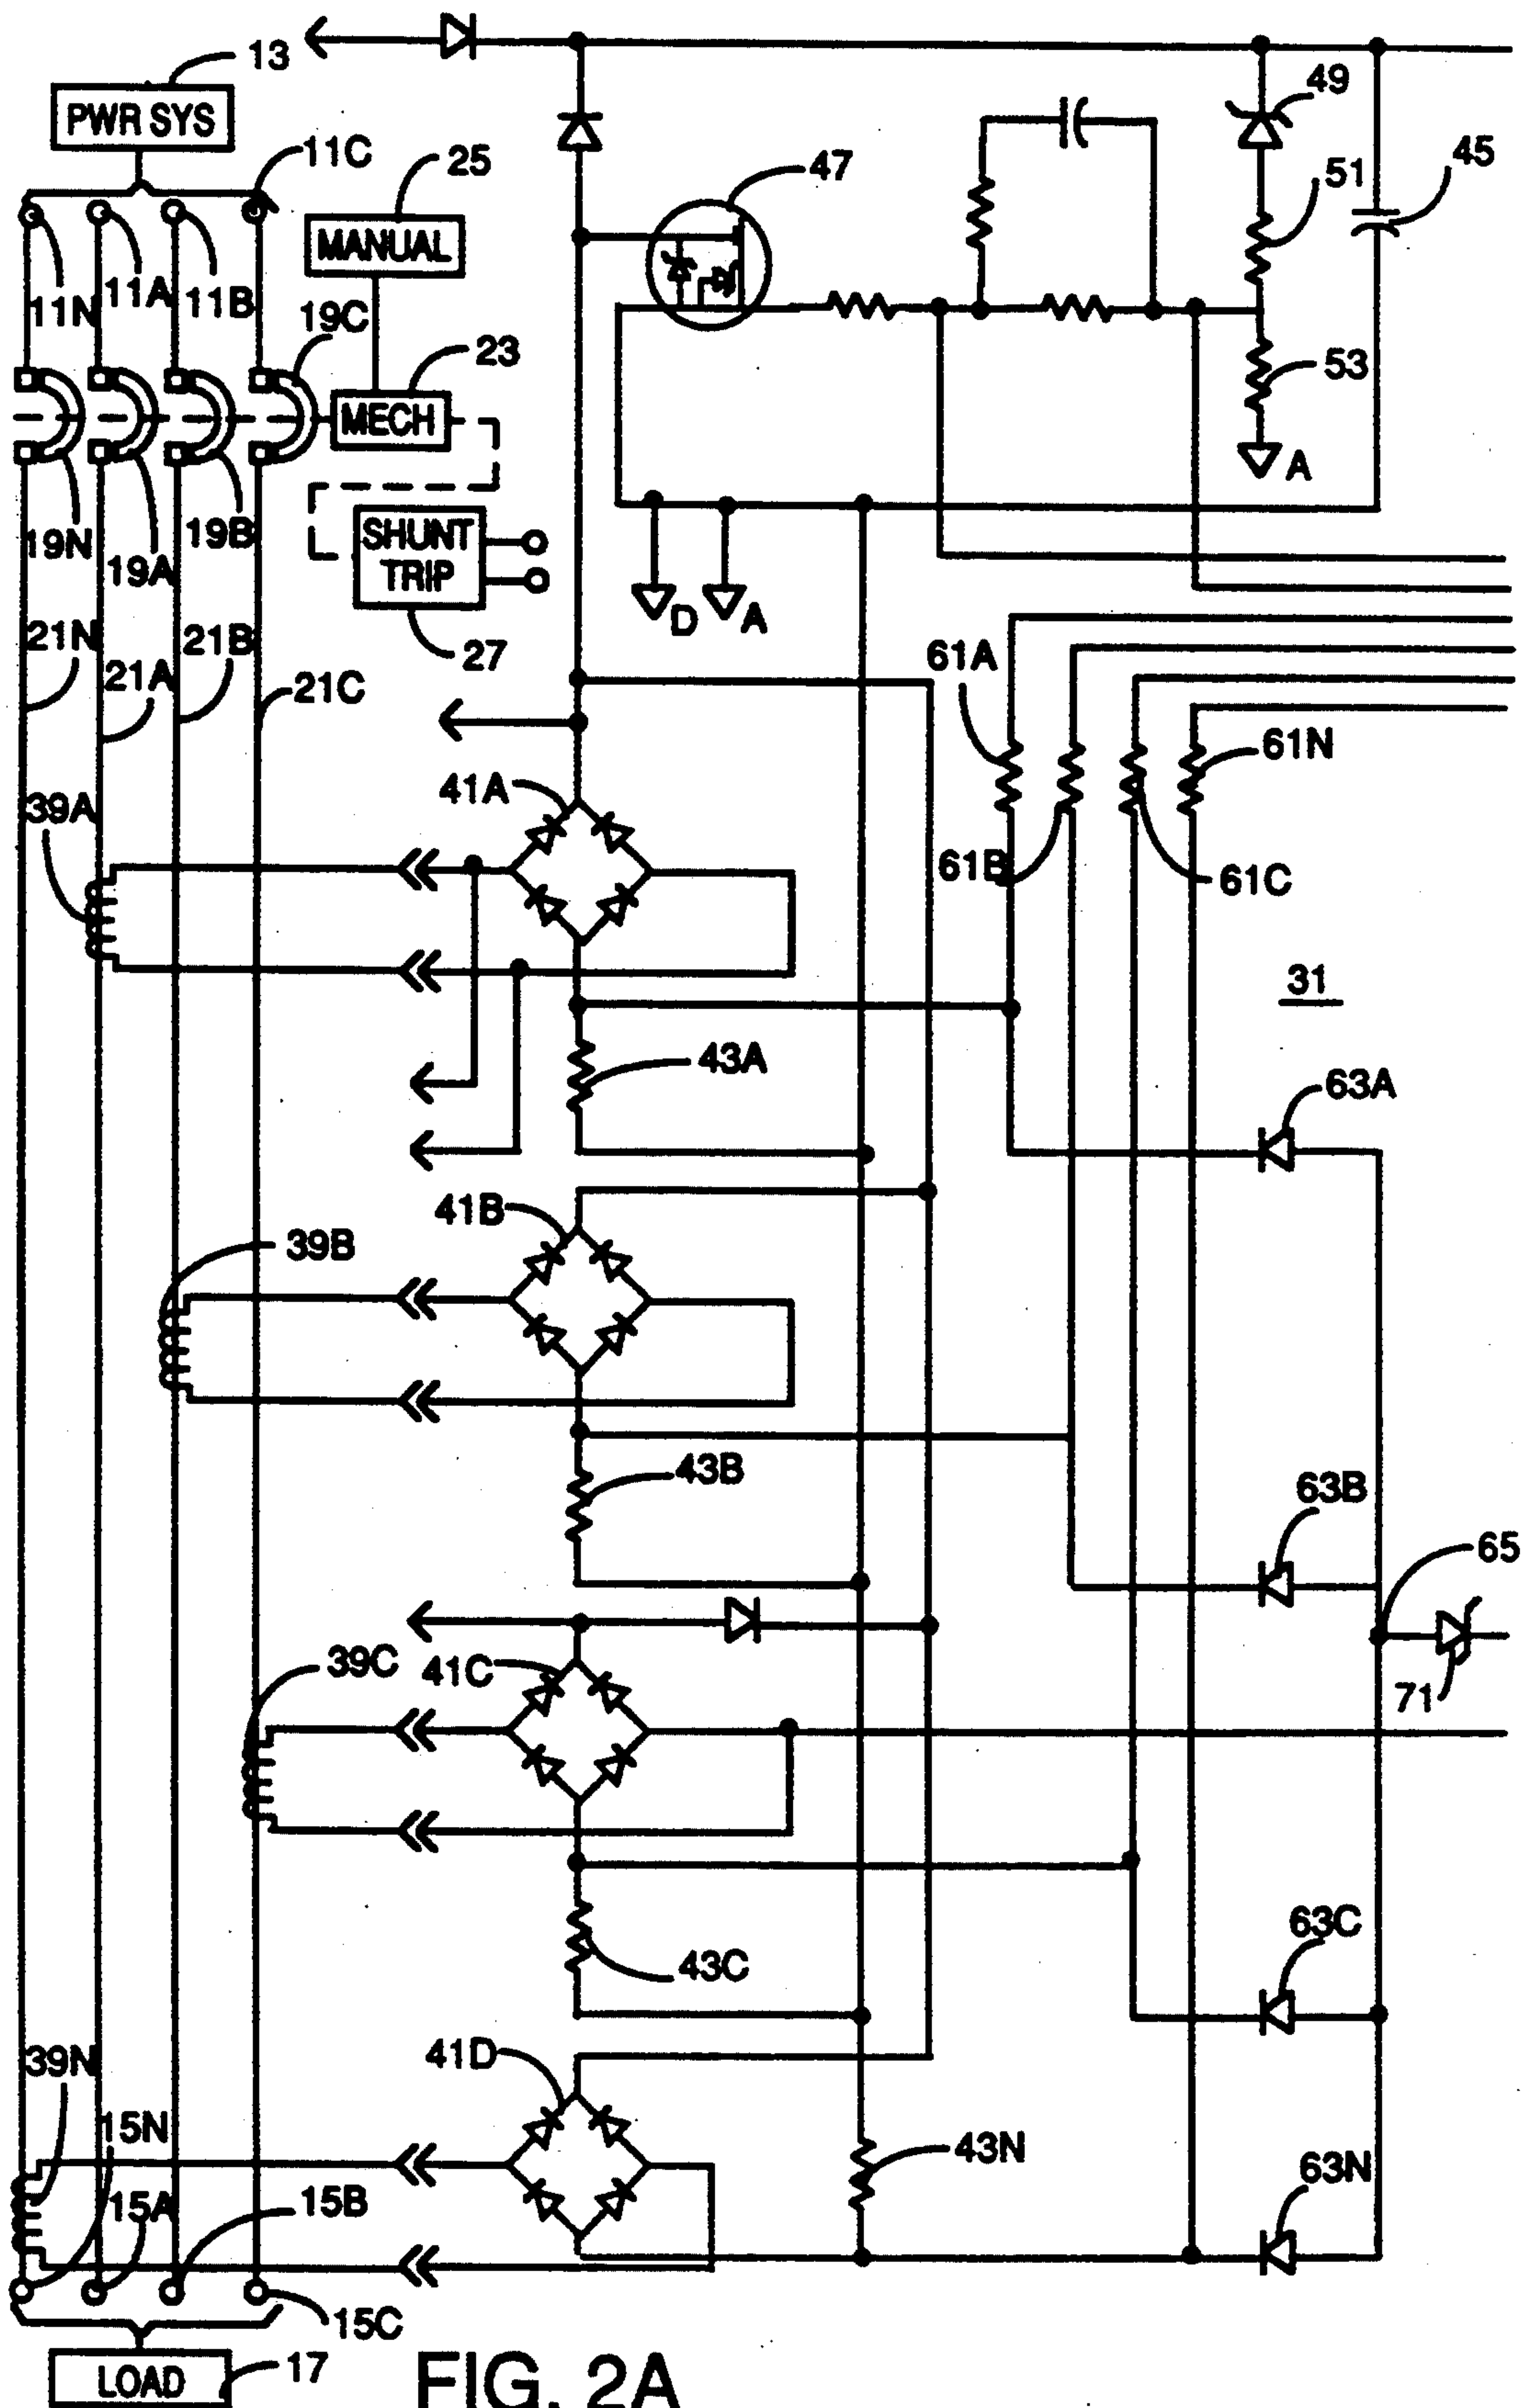 13
PWR SYS
49
11C
25
47
51
45
MANUAL
11N
11A
11B
19C
23
53
MECH
A
19N
19A
19B
SHUNT
TRIP
D
A
21N
21A
21B
27
61A
21C
61N
39A
41A
61B
61C
31
43A
63A
41B
39B
43B
63B
65
39C
41C
71
63C
43C
41D
39N
15N
43N
63N
15A
15B
15C
17
LOAD
FIG. 2A